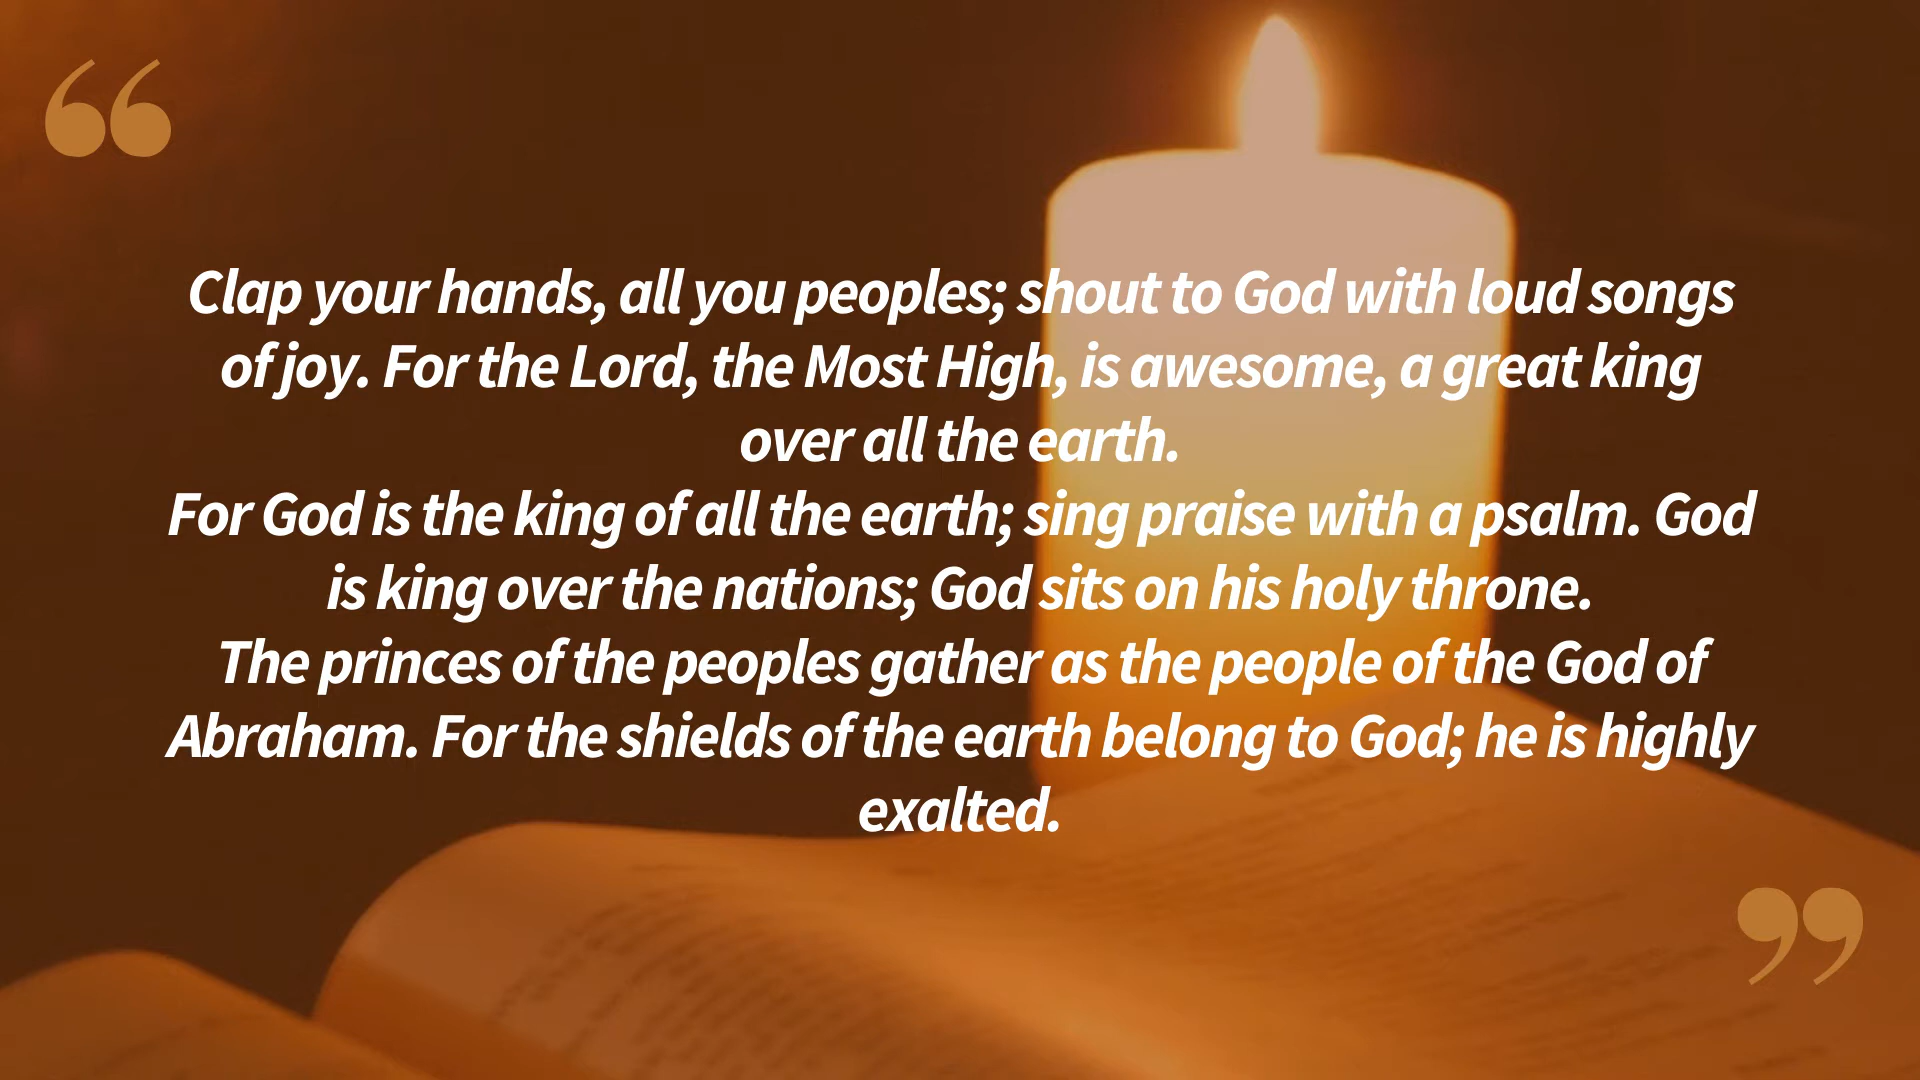 “
Clap your hands, all you peoples; shout to God with loud songs
of joy. For the Lord, the Most High, is awesome, a great king
over all the earth.
For God is the king of all the earth; sing praise with a psalm. God
is king over the nations; God sits on his holy throne.
The princes of the peoples gather as the people of the God of
Abraham. For the shields of the earth belong to God; he is highly
exalted.
”